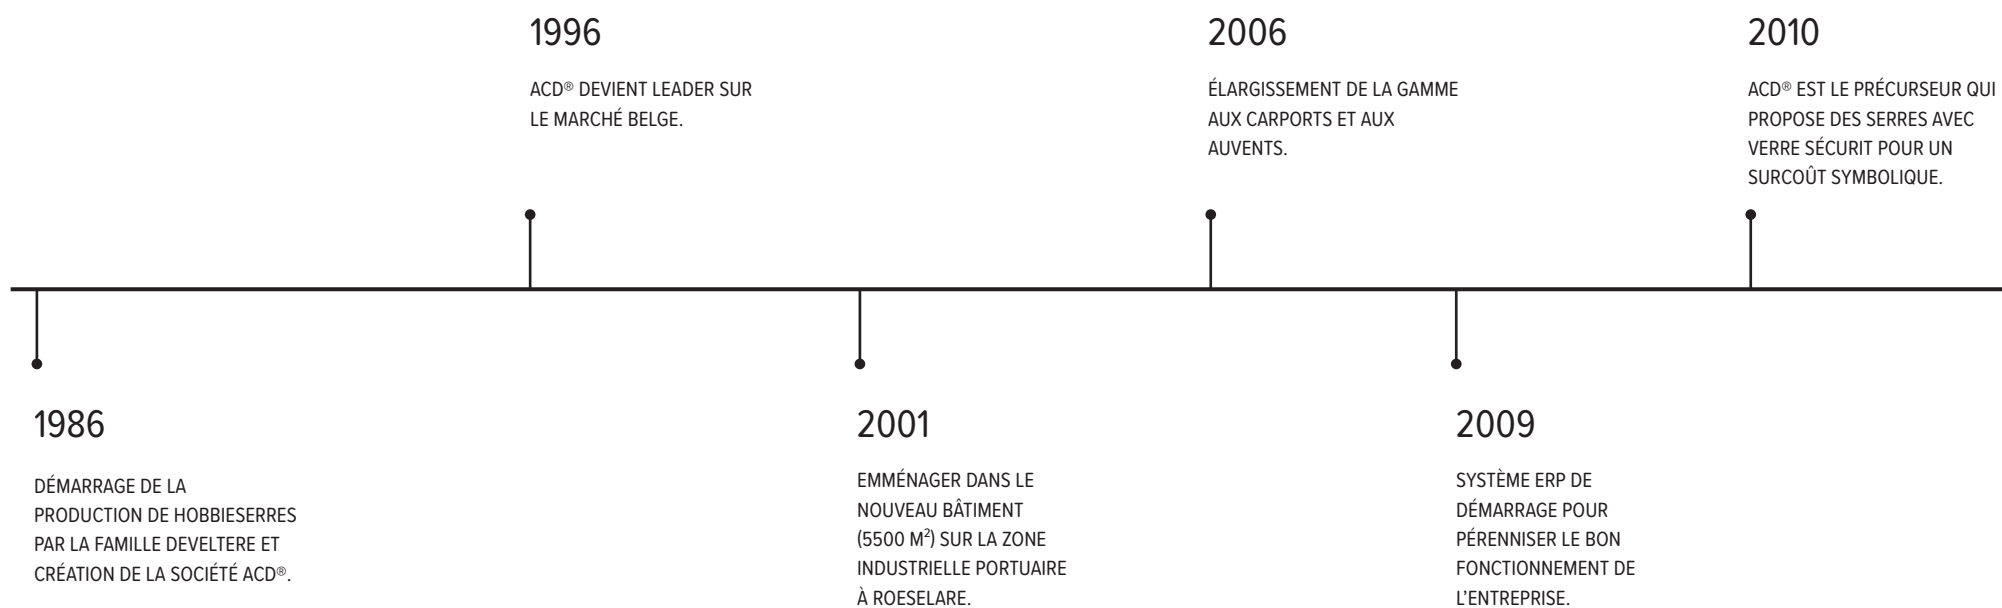 1996
ACD® DEVIENT LEADER SUR
LE MARCHÉ BELGE.
2006
ÉLARGISSEMENT DE LA GAMME
AUX CARPORTS ET AUX
AUVENTS.
2010
ACD® EST LE PRÉCURSEUR QUI
PROPOSE DES SERRES AVEC
VERRE SÉCURIT POUR UN
SURCOÛT SYMBOLIQUE.
1986
DÉMARRAGE DE LA
PRODUCTION DE HOBBIESERRES
PAR LA FAMILLE DEVELTERE ET
CRÉATION DE LA SOCIÉTÉ ACD®.
2001
EMMÉNAGER DANS LE
NOUVEAU BÂTIMENT
(5500 M²) SUR LA ZONE
INDUSTRIELLE PORTUAIRE
À ROESELARE.
2009
SYSTÈME ERP DE
DÉMARRAGE POUR
PÉRENNISER LE BON
FONCTIONNEMENT DE
L’ENTREPRISE.